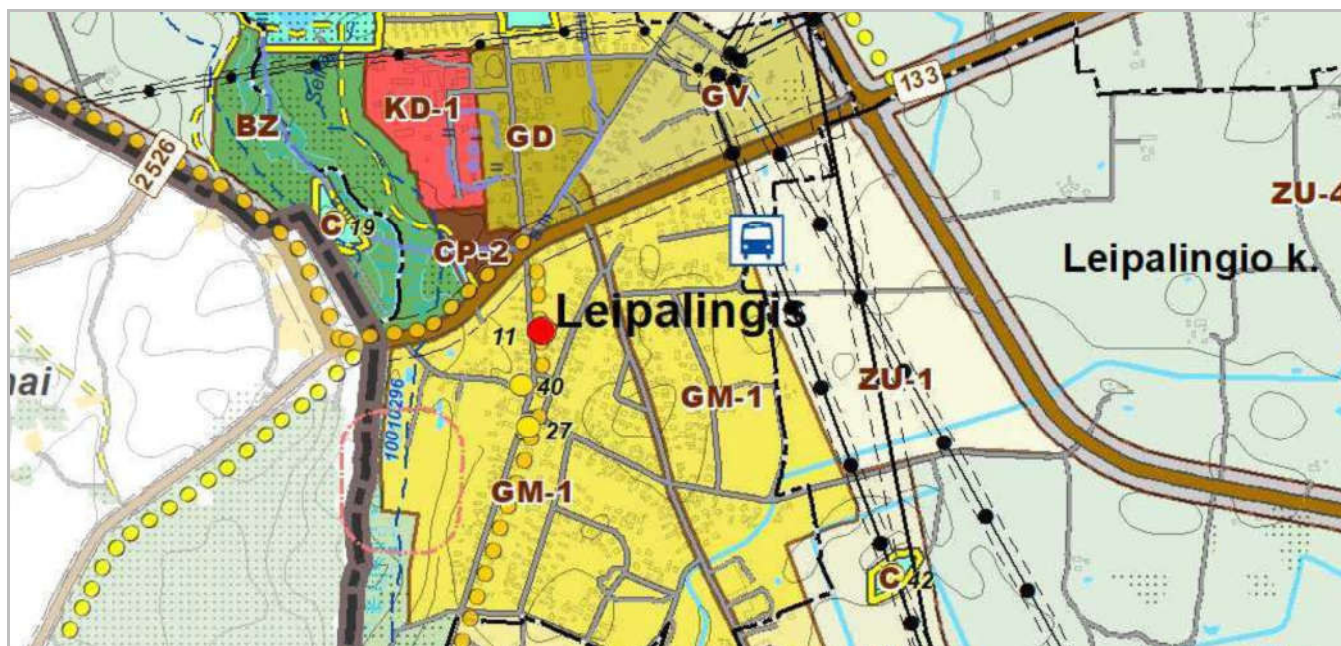 133
GV
BZ
KD-1
GD
2526
ZU-4
C 19
CP-2
Leipalingio k.
Leipalingis
11
nai
40
ZU-1
GM-1
10010296
27
GM-1
C 42